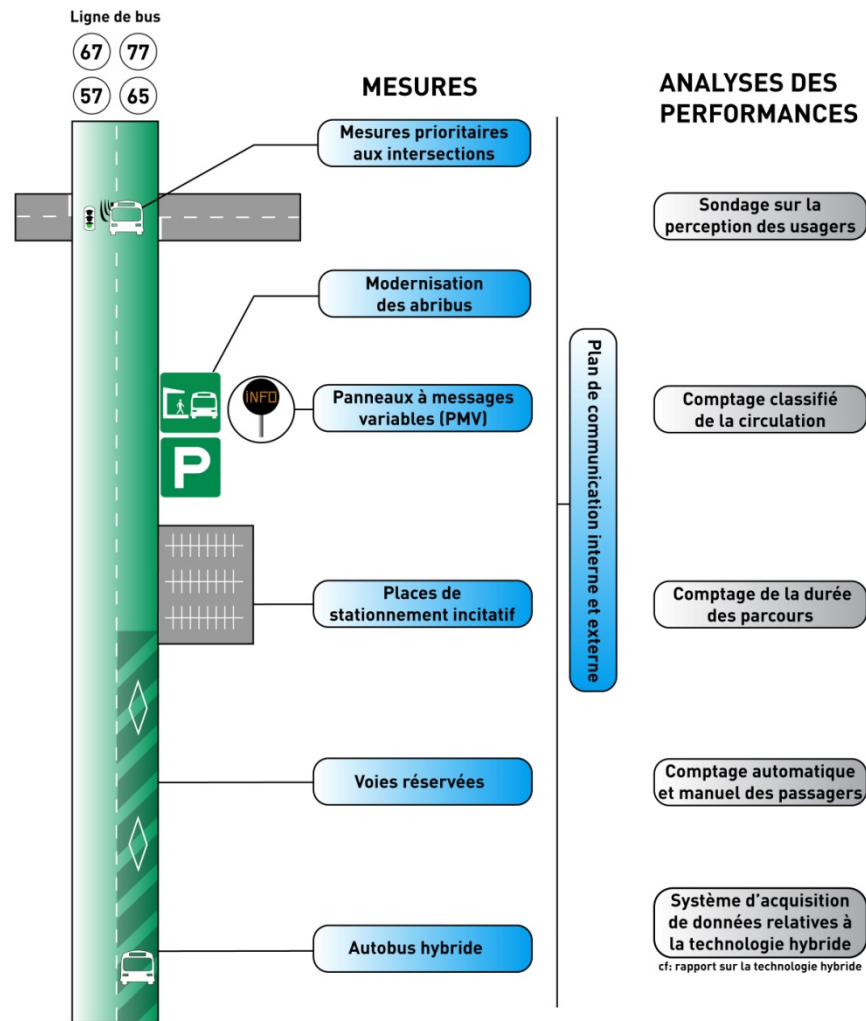 Ligne de bus
67 77
57 65
MESURES
Mesures prioritaires
aux intersections
Modernisation
des abribus
INFO
Panneaux à messages
variables (PMV)
P
Places de
stationnement incitatif
Voies réservées
Autobus hybride
Plan de communication interne et externe
ANALYSES DES
PERFORMANCES
Sondage sur la
perception des usagers
Comptage classifié
de la circulation
Comptage de la durée
des parcours
Comptage automatique
et manuel des passagers
Système d'acquisition
de données relatives à
la technologie hybride
cf: rapport sur la technologie hybride